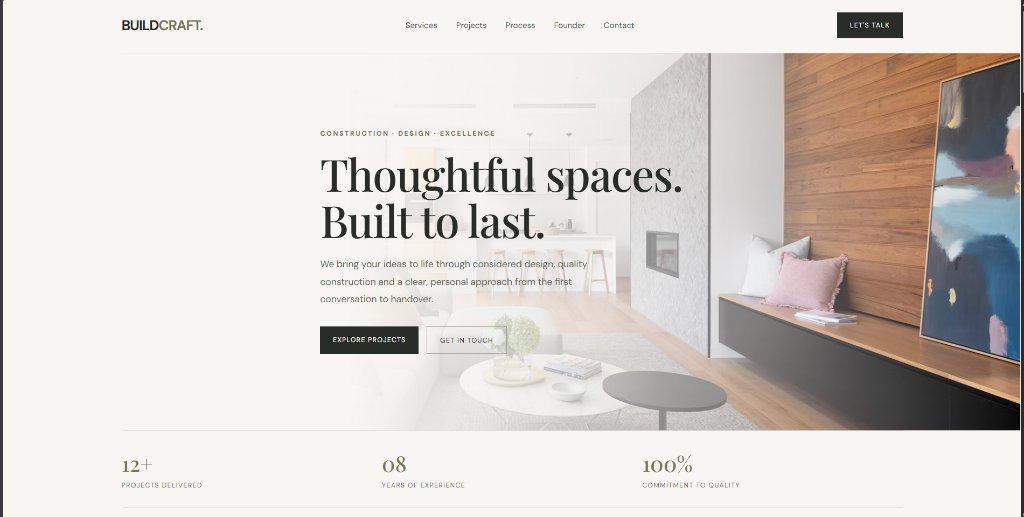 BUILDCRAFT.
Services Projects Process Founder Contact
LET'S TALK
CONSTRUCTION · DESIGN · EXCELLENCE
Thoughtful spaces.
Built to last.
We bring your ideas to life through considered design, quality
construction and a clear, personal approach from the first
conversation to handover.
EXPLORE PROJECTS
GET IN TOUCH
12+
PROJECTS DELIVERED
08
YEARS OF EXPERIENCE
100%
COMMITMENT TO QUALITY